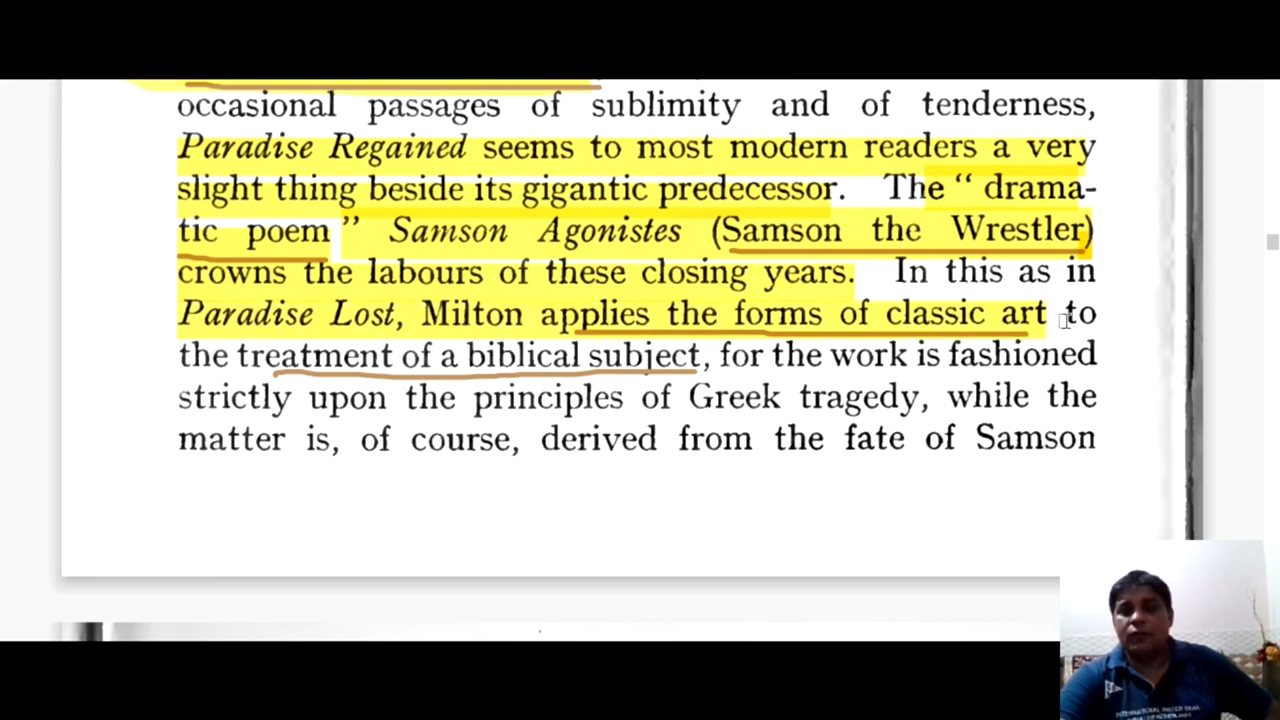 occasional passages of sublimity and of tenderness,
Paradise Regained seems to most modern readers a very
slight thing beside its gigantic predecessor. The “ drama-
tic poem ” Samson Agonistes (Samson the Wrestler)
crowns the labours of these closing years. In this as in
Paradise Lost, Milton applies the forms of classic art to
the treatment of a biblical subject, for the work is fashioned
strictly upon the principles of Greek tragedy, while the
matter is, of course, derived from the fate of Samson